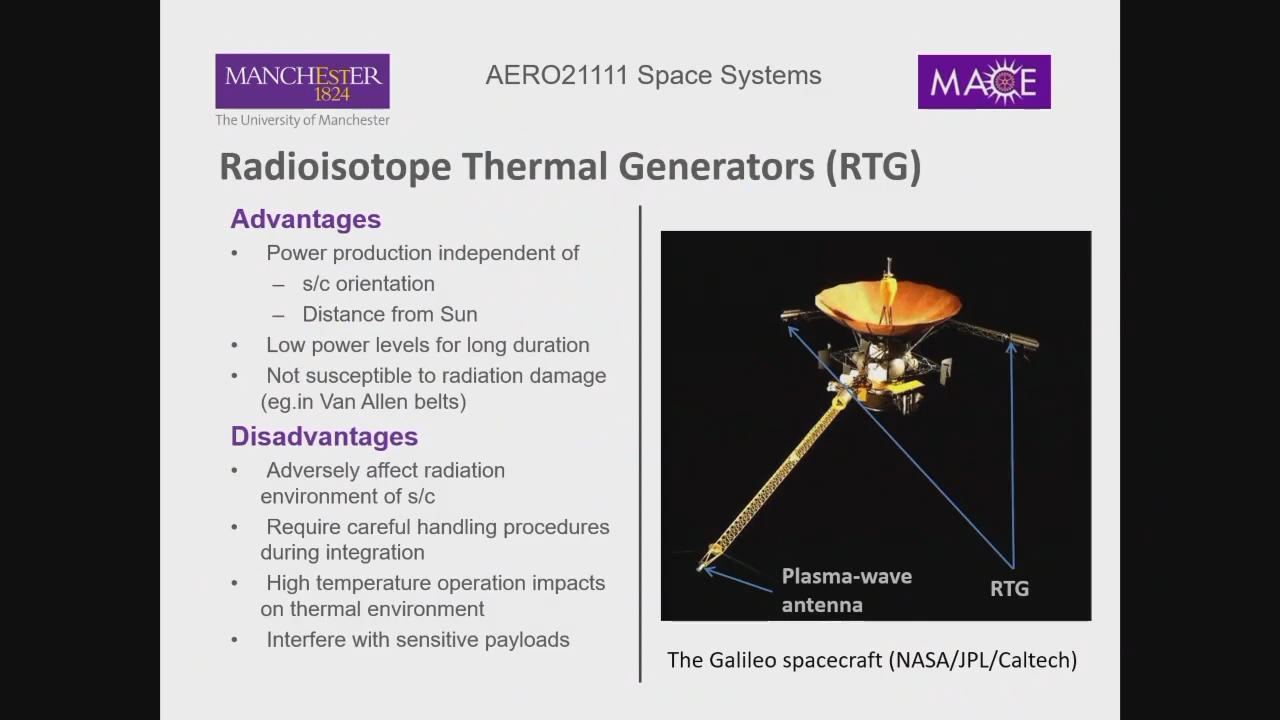 MANCHESTER
1824
The University of Manchester
AERO21111 Space Systems
MACE
Radioisotope Thermal Generators (RTG)
Advantages
• Power production independent of
– s/c orientation
– Distance from Sun
• Low power levels for long duration
• Not susceptible to radiation damage
(eg.in Van Allen belts)
Disadvantages
• Adversely affect radiation
environment of s/c
• Require careful handling procedures
during integration
• High temperature operation impacts
on thermal environment
• Interfere with sensitive payloads
Plasma-wave
antenna
RTG
The Galileo spacecraft (NASA/JPL/Caltech)